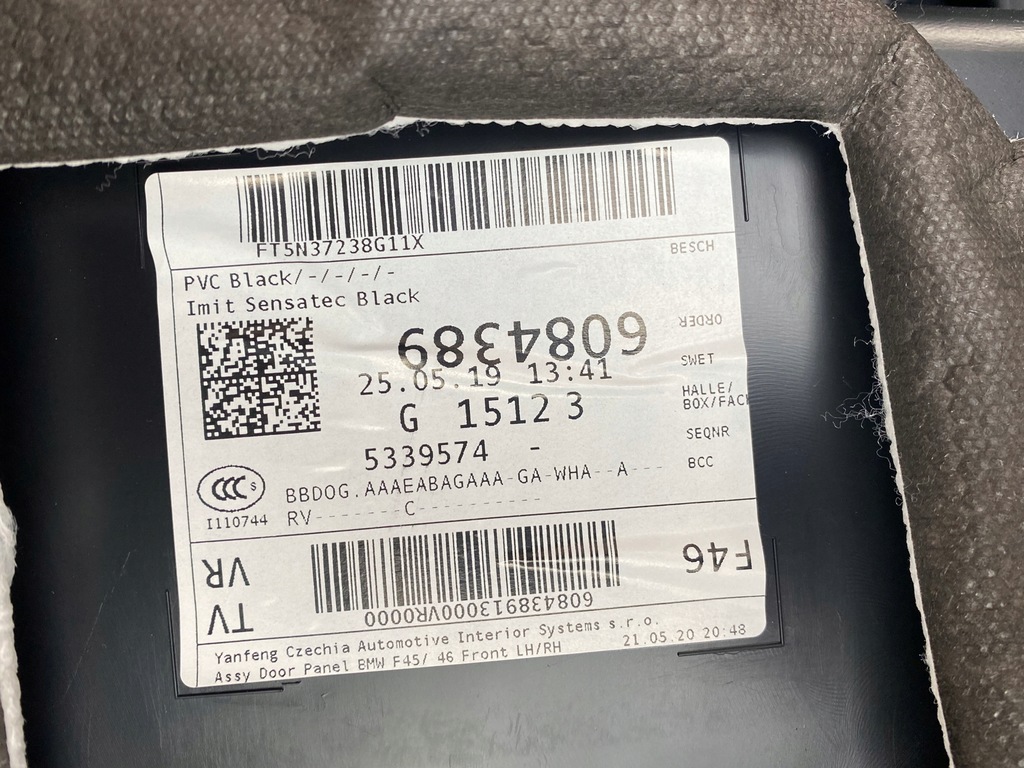 FT5N37238G11X
BESCH
PVC Black/-/-/-/-
Imit Sensatec Black
6084389
ORDER
25.05.19 13:41
SWET
G 1512 3
HALLE/
BOX/FACH
5339574 -
SEQNR
BBDOG.AAAEABAGAAA-GA-WHA--A---
BCC
RV--------C----------
CCC S
I110744
VR
TV
F46
608438913000VR0000
Yanfeng Czechia Automotive Interior Systems s.r.o.
Assy Door Panel BMW F45/ 46 Front LH/RH
21.05.20 20:48